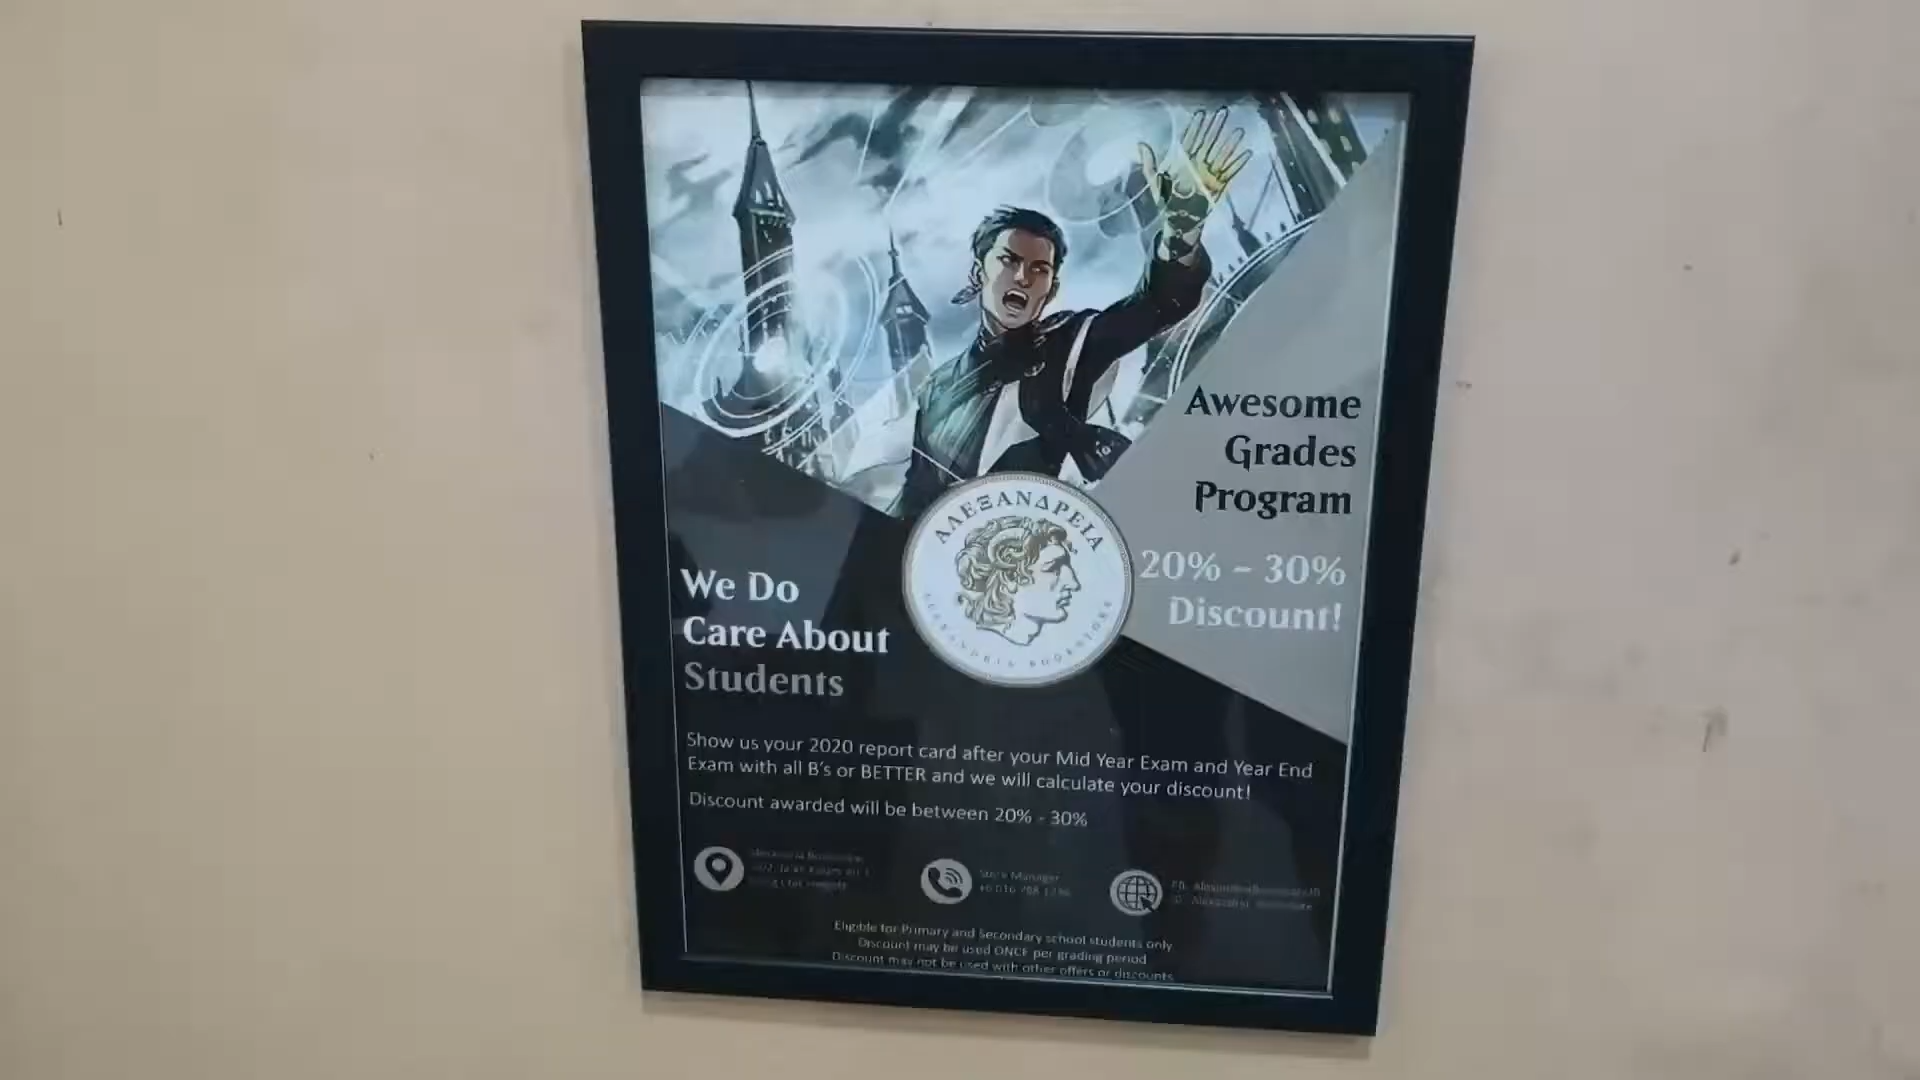 Awesome
Grades
Program
20% - 30%
Discount!
ΑΛΕΞΑΝΔΡΕΙΑ
ALEXANDRIA BOOKSTORE
We Do
Care About
Students
Show us your 2020 report card after your Mid Year Exam and Year End
Exam with all B's or BETTER and we will calculate your discount!
Discount awarded will be between 20% - 30%
Store Manager
Eligible for Primary and Secondary school students only
Discount may be used ONCE per grading period
Discount may not be used with other offers or discounts